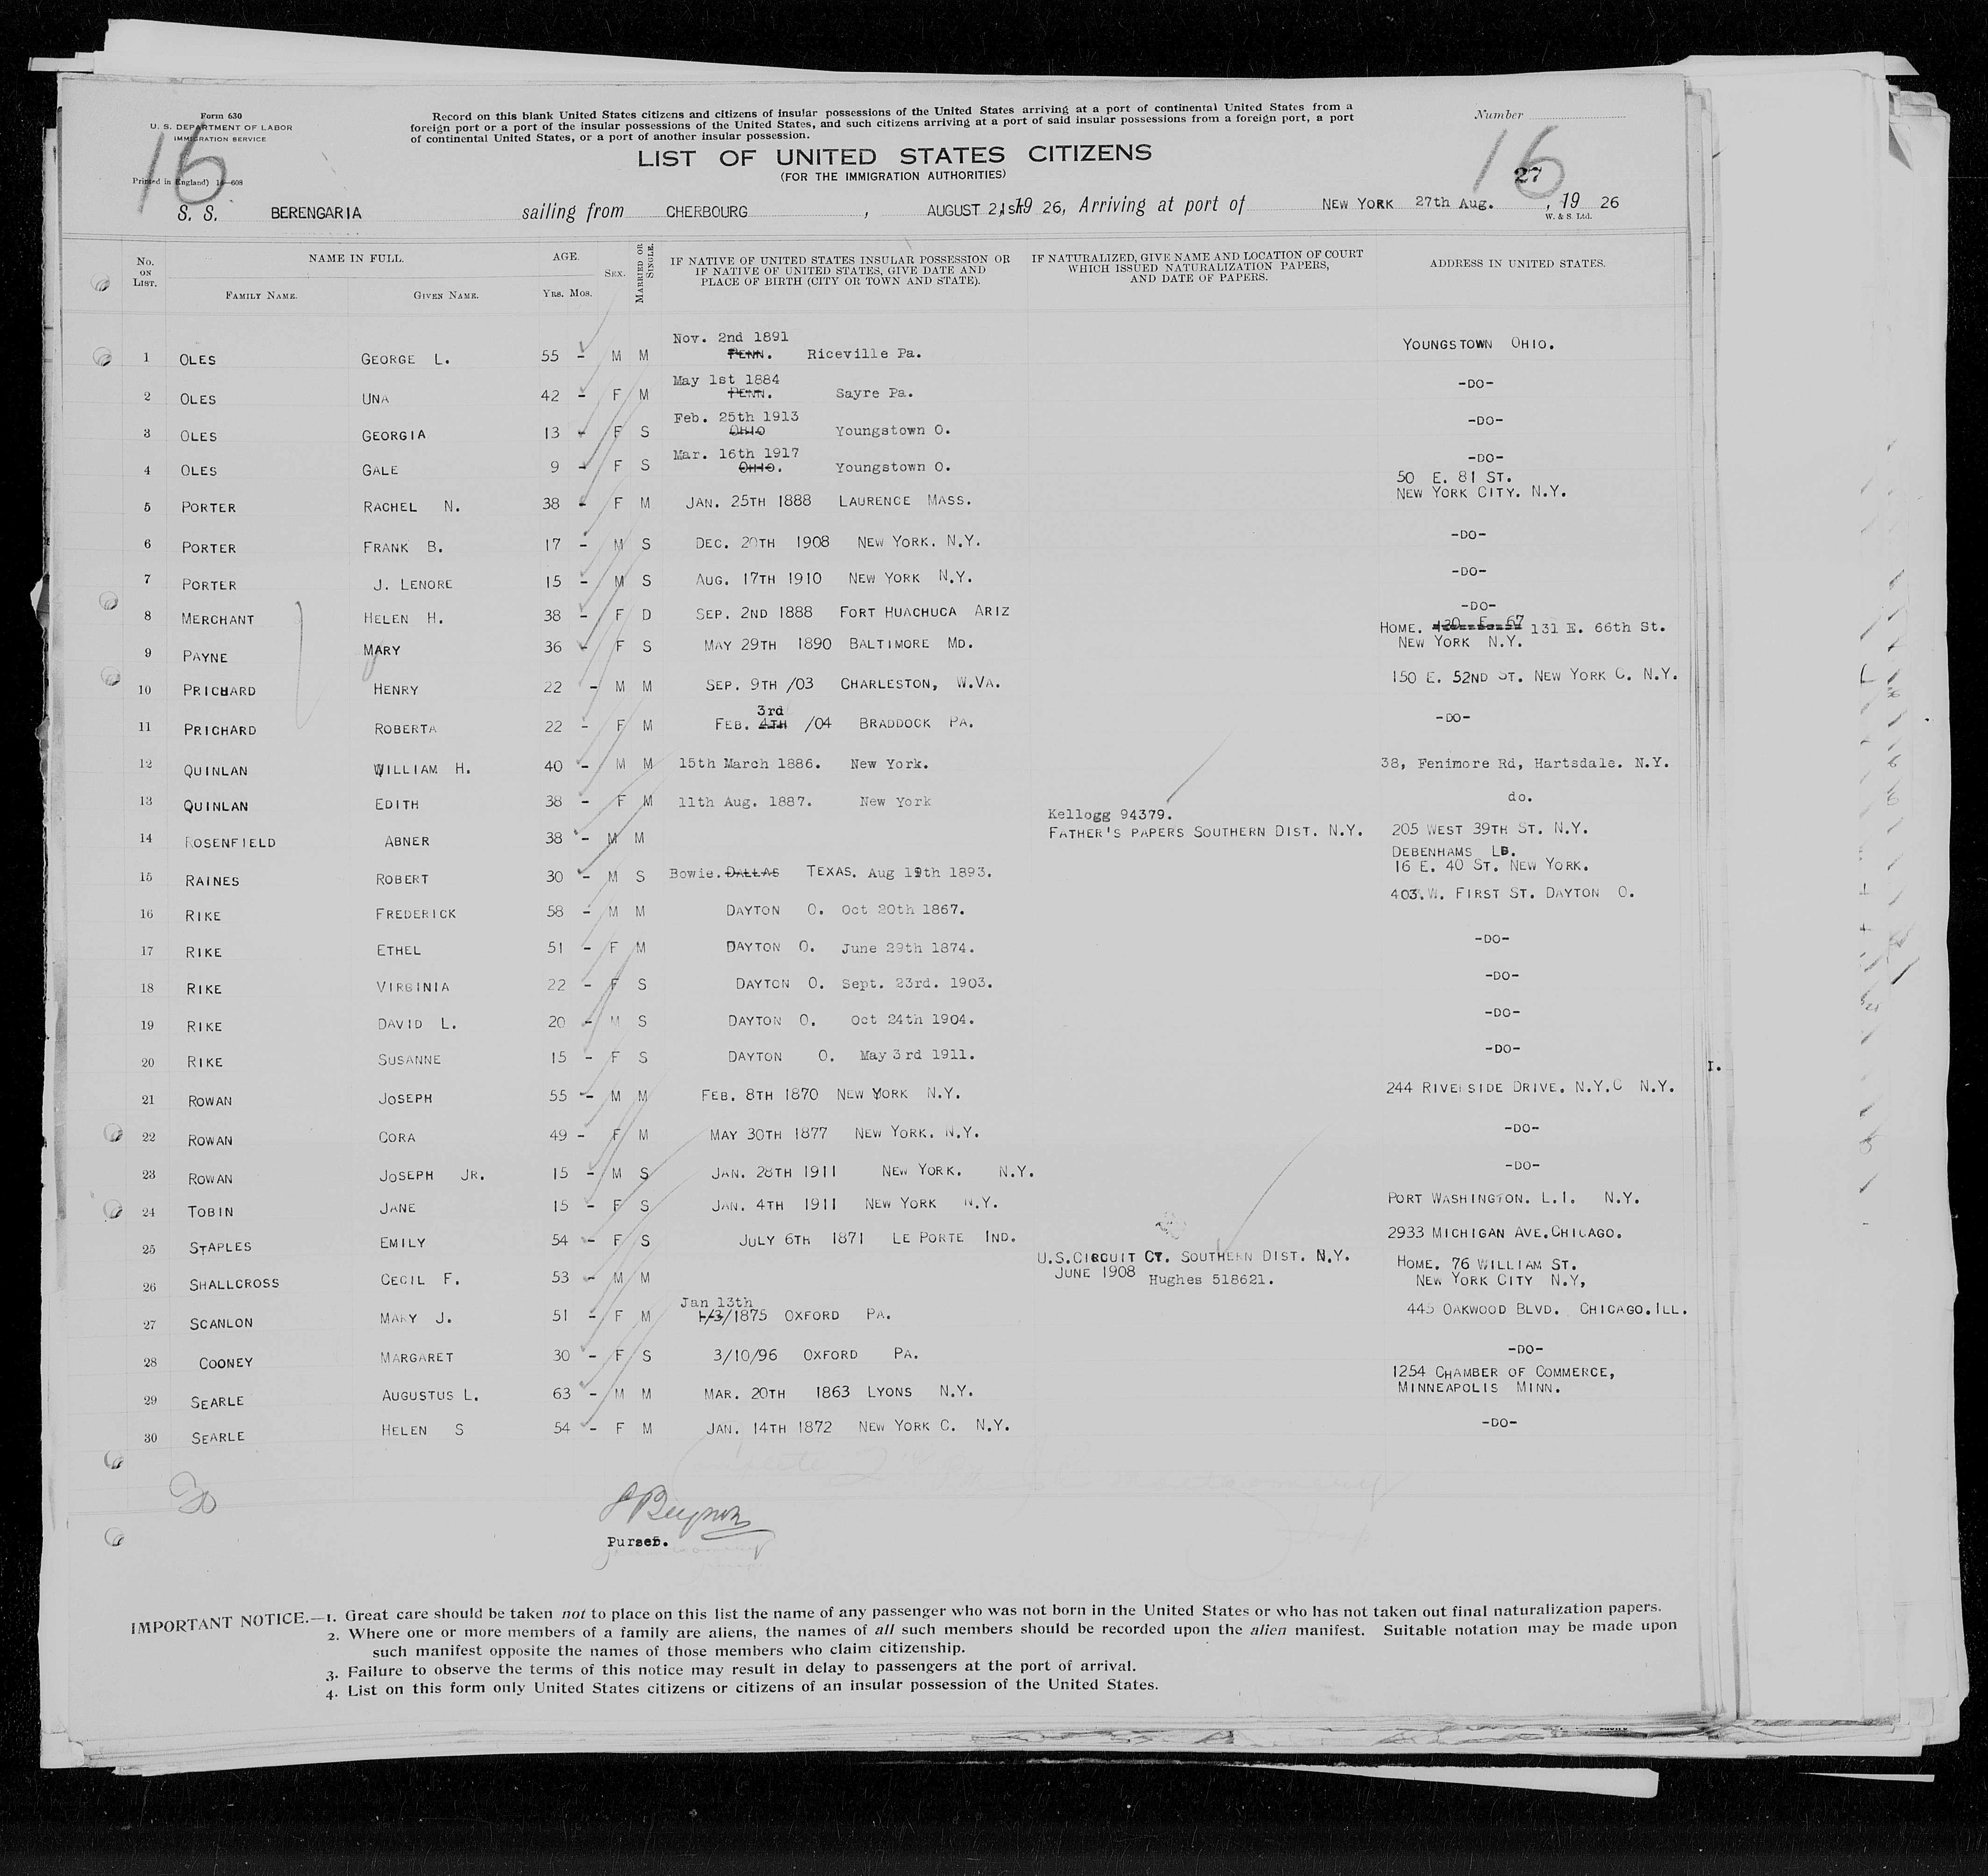 Form 630
U. S. DEPARTMENT OF LABOR
IMMIGRATION SERVICE
16
Printed in England) 14—608
Record on this blank United States citizens and citizens of insular possessions of the United States arriving at a port of continental United States from a
foreign port or a port of the insular possessions of the United States, and such citizens arriving at a port of said insular possessions from a foreign port, a port
of continental United States, or a port of another insular possession.
Number
16
27
LIST OF UNITED STATES CITIZENS
(FOR THE IMMIGRATION AUTHORITIES)
S. S. BERENGARIA sailing from CHERBOURG, AUGUST 21st 19 26, Arriving at port of NEW YORK 27th Aug. , 19 26
W. & S. Ltd.
No. ON LIST. NAME IN FULL. AGE. SEX. MARRIED OR SINGLE. IF NATIVE OF UNITED STATES INSULAR POSSESSION OR IF NATIVE OF UNITED STATES, GIVE DATE AND PLACE OF BIRTH (CITY OR TOWN AND STATE). IF NATURALIZED, GIVE NAME AND LOCATION OF COURT WHICH ISSUED NATURALIZATION PAPERS, AND DATE OF PAPERS. ADDRESS IN UNITED STATES.
FAMILY NAME. GIVEN NAME. YRS. MOS.
Nov. 2nd 1891
1 OLES GEORGE L. 55 - M M PENN. Riceville Pa. YOUNGSTOWN OHIO.
May 1st 1884
2 OLES UNA 42 - F M PENN. Sayre Pa. -DO-
Feb. 25th 1913
3 OLES GEORGIA 13 - F S OHIO Youngstown O. -DO-
Mar. 16th 1917
4 OLES GALE 9 - F S OHIO. Youngstown O. -DO-
50 E. 81 ST.
5 PORTER RACHEL N. 38 - F M JAN. 25TH 1888 LAURENCE MASS. NEW YORK CITY. N.Y.
6 PORTER FRANK B. 17 - M S DEC. 20TH 1908 NEW YORK. N.Y. -DO-
7 PORTER J. LENORE 15 - M S AUG. 17TH 1910 NEW YORK N.Y. -DO-
8 MERCHANT HELEN H. 38 - F D SEP. 2ND 1888 FORT HUACHUCA ARIZ -DO-
HOME. 130 E. 67 131 E. 66th St.
9 PAYNE MARY 36 - F S MAY 29TH 1890 BALTIMORE MD. NEW YORK N.Y.
10 PRICHARD HENRY 22 - M M SEP. 9TH /03 CHARLESTON, W.VA. 150 E. 52ND ST. NEW YORK C. N.Y.
3rd
11 PRICHARD ROBERTA 22 - F M FEB. 4TH /04 BRADDOCK PA. -DO-
12 QUINLAN WILLIAM H. 40 - M M 15th March 1886. New York. 38, Fenimore Rd, Hartsdale. N.Y.
13 QUINLAN EDITH 38 - F M 11th Aug. 1887. New York do.
Kellogg 94379.
14 ROSENFIELD ABNER 38 - M M FATHER'S PAPERS SOUTHERN DIST. N.Y. 205 WEST 39TH ST. N.Y.
DEBENHAMS LD.
15 RAINES ROBERT 30 - M S Bowie. DALLAS TEXAS. Aug 19th 1893. 16 E. 40 ST. NEW YORK.
16 RIKE FREDERICK 58 - M M DAYTON O. Oct 20th 1867. 403.W. FIRST ST. DAYTON O.
17 RIKE ETHEL 51 - F M DAYTON O. June 29th 1874. -DO-
18 RIKE VIRGINIA 22 - F S DAYTON O. Sept. 23rd. 1903. -DO-
19 RIKE DAVID L. 20 - M S DAYTON O. Oct 24th 1904. -DO-
20 RIKE SUSANNE 15 - F S DAYTON O. May 3rd 1911. -DO-
21 ROWAN JOSEPH 55 - M M FEB. 8TH 1870 NEW YORK N.Y. 244 RIVERSIDE DRIVE. N.Y.C N.Y.
22 ROWAN CORA 49 - F M MAY 30TH 1877 NEW YORK. N.Y. -DO-
23 ROWAN JOSEPH JR. 15 - M S JAN. 28TH 1911 NEW YORK. N.Y. -DO-
24 TOBIN JANE 15 - F S JAN. 4TH 1911 NEW YORK N.Y. PORT WASHINGTON. L.I. N.Y.
25 STAPLES EMILY 54 - F S JULY 6TH 1871 LE PORTE IND. 2933 MICHIGAN AVE.CHICAGO.
U.S.CIRCUIT CT. SOUTHERN DIST. N.Y. HOME. 76 WILLIAM ST.
26 SHALLCROSS CECIL F. 53 - M M JUNE 1908 Hughes 518621. NEW YORK CITY N.Y,
Jan 13th
27 SCANLON MARY J. 51 - F M 1/3/1875 OXFORD PA. 445 OAKWOOD BLVD. CHICAGO.ILL.
28 COONEY MARGARET 30 - F S 3/10/96 OXFORD PA. -DO-
1254 CHAMBER OF COMMERCE,
29 SEARLE AUGUSTUS L. 63 - M M MAR. 20TH 1863 LYONS N.Y. MINNEAPOLIS MINN.
30 SEARLE HELEN S 54 - F M JAN. 14TH 1872 NEW YORK C. N.Y. -DO-
30
Purser.
IMPORTANT NOTICE.—1. Great care should be taken not to place on this list the name of any passenger who was not born in the United States or who has not taken out final naturalization papers.
2. Where one or more members of a family are aliens, the names of all such members should be recorded upon the alien manifest. Suitable notation may be made upon
such manifest opposite the names of those members who claim citizenship.
3. Failure to observe the terms of this notice may result in delay to passengers at the port of arrival.
4. List on this form only United States citizens or citizens of an insular possession of the United States.